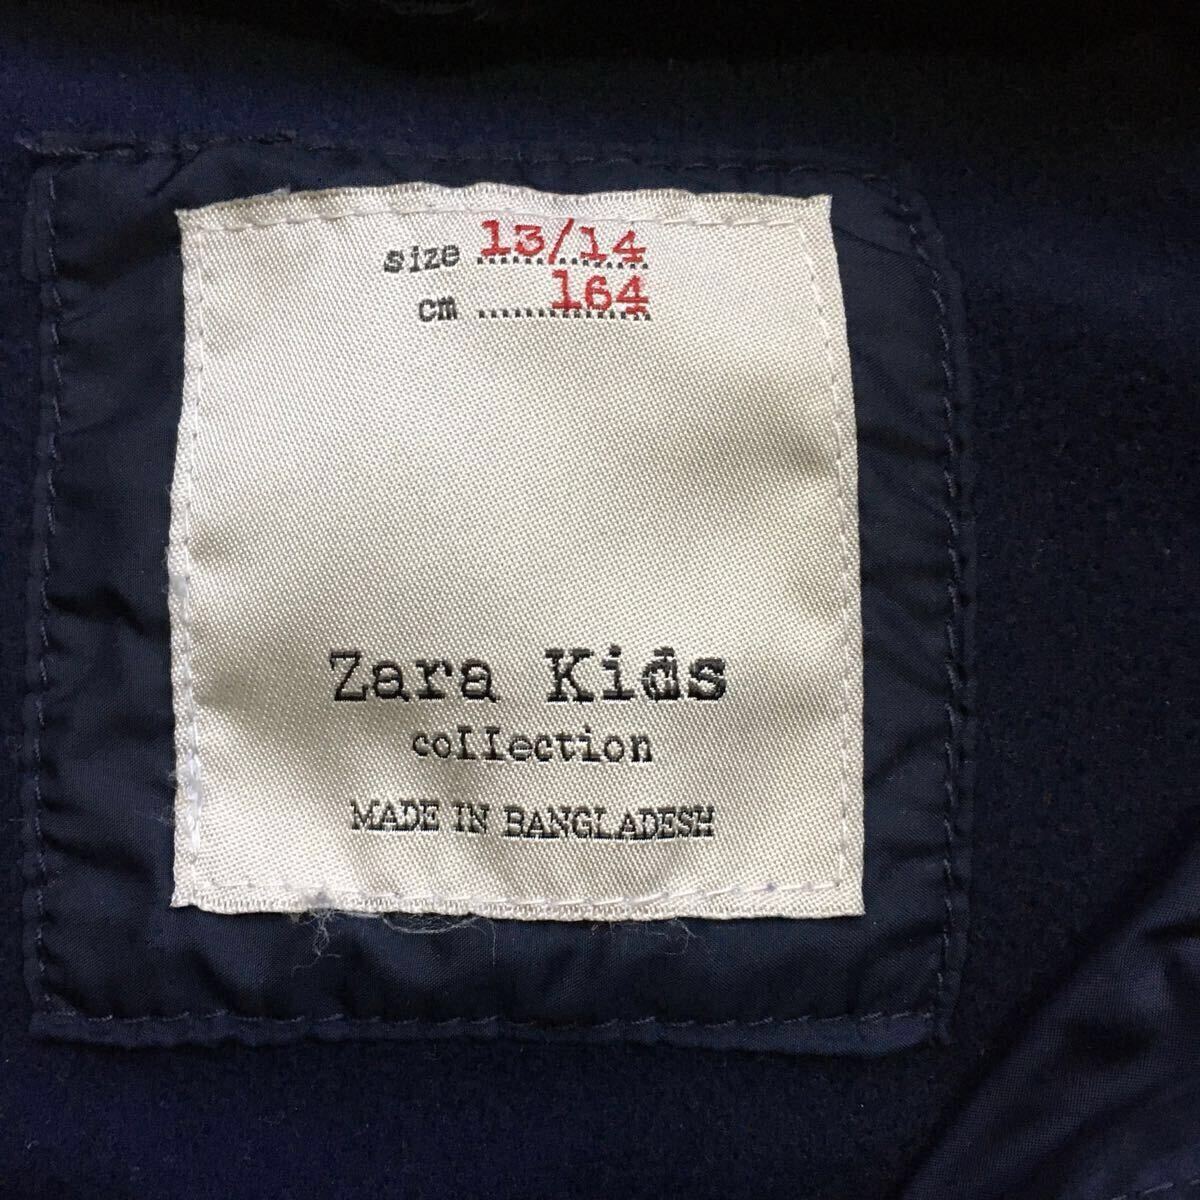 size 13/14
cm 164
Zara Kids
collection
MADE IN BANGLADESH